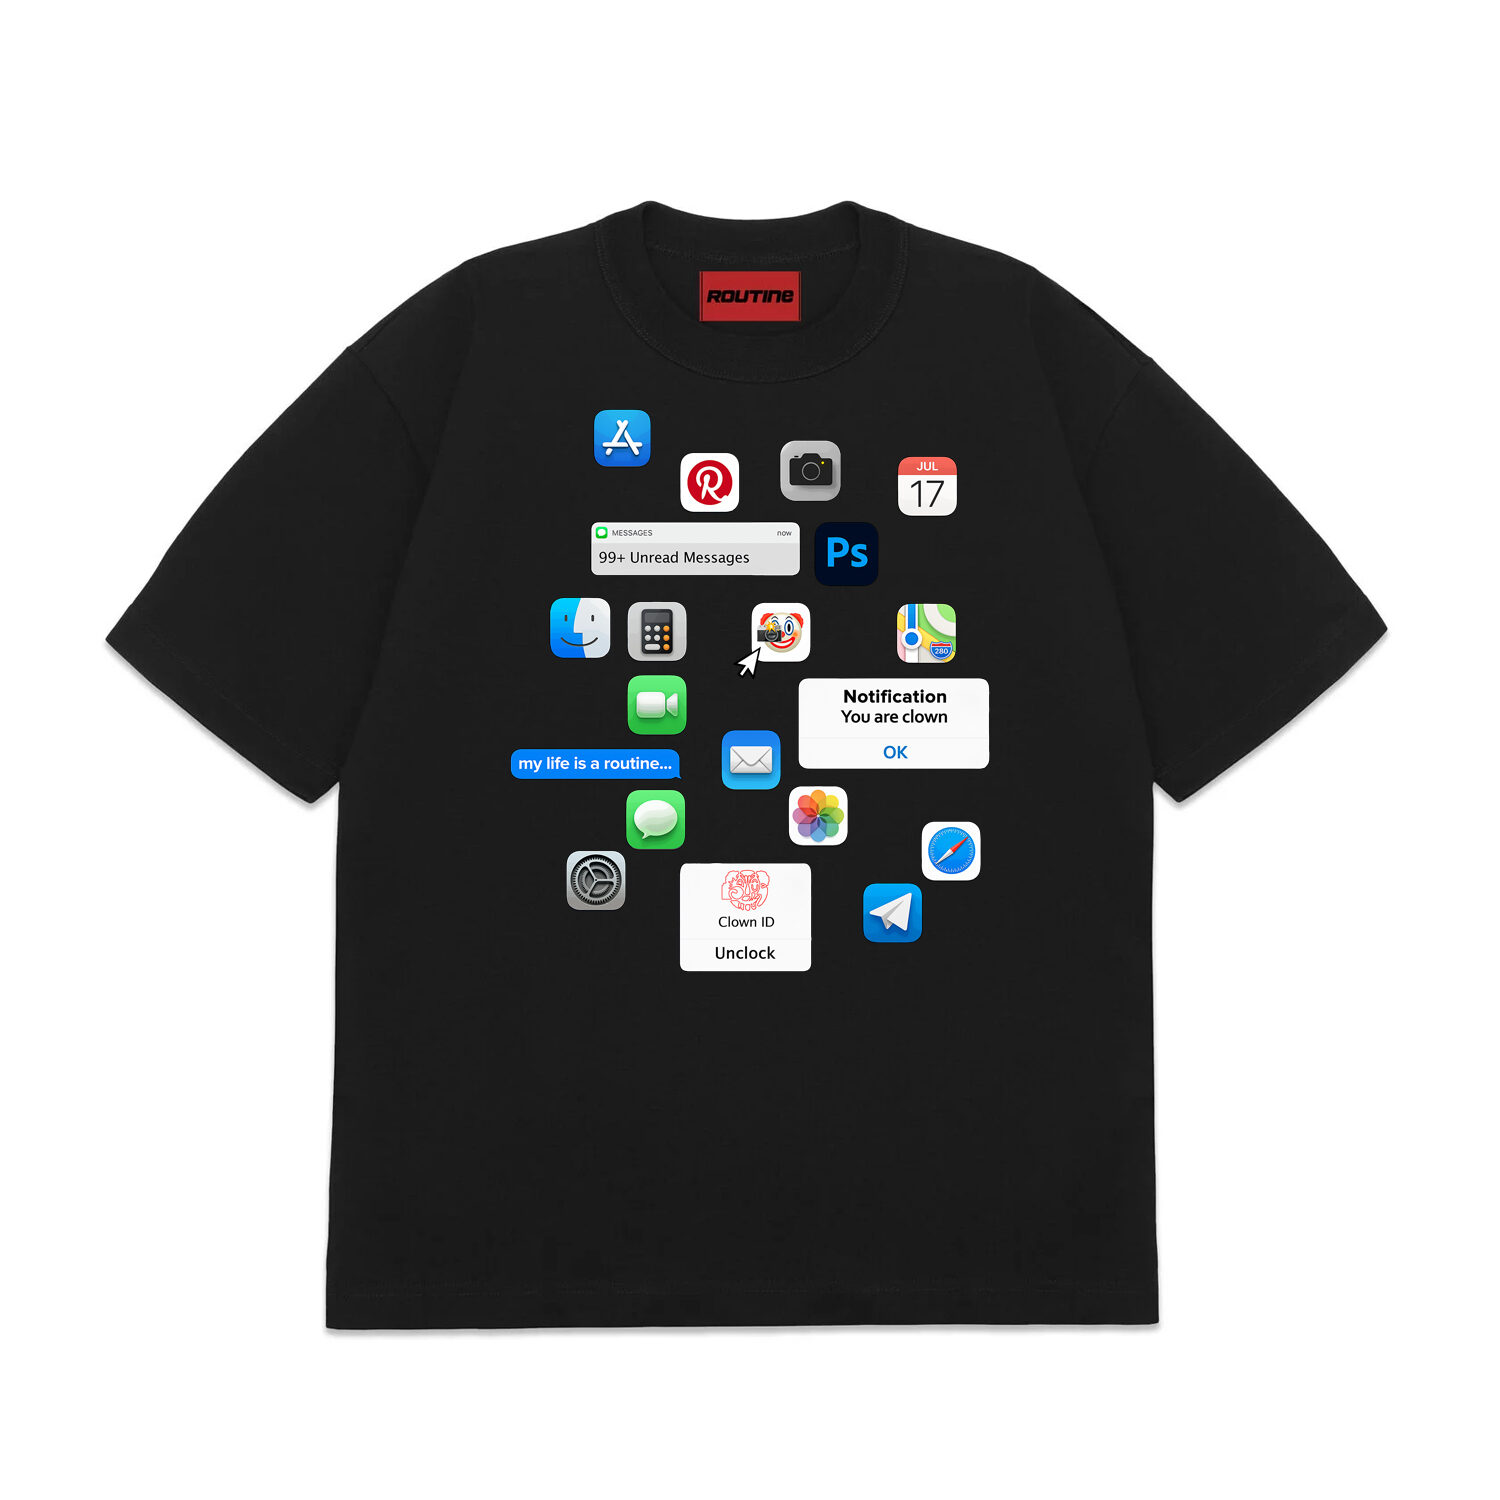 ROUTINE
JUL
17
MESSAGES now
99+ Unread Messages
Ps
280
Notification
You are clown
OK
my life is a routine...
Clown ID
Unclock